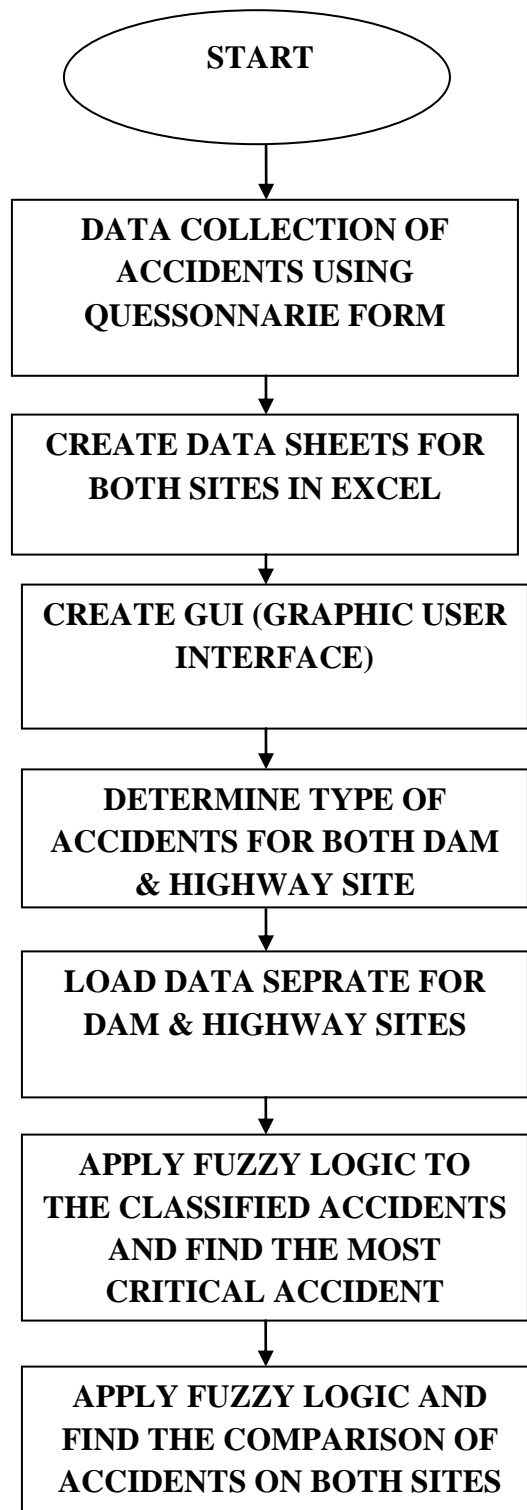 START
DATA COLLECTION OF
ACCIDENTS USING
QUESSONNARIE FORM
CREATE DATA SHEETS FOR
BOTH SITES IN EXCEL
CREATE GUI (GRAPHIC USER
INTERFACE)
DETERMINE TYPE OF
ACCIDENTS FOR BOTH DAM
& HIGHWAY SITE
LOAD DATA SEPRATE FOR
DAM & HIGHWAY SITES
APPLY FUZZY LOGIC TO
THE CLASSIFIED ACCIDENTS
AND FIND THE MOST
CRITICAL ACCIDENT
APPLY FUZZY LOGIC AND
FIND THE COMPARISON OF
ACCIDENTS ON BOTH SITES